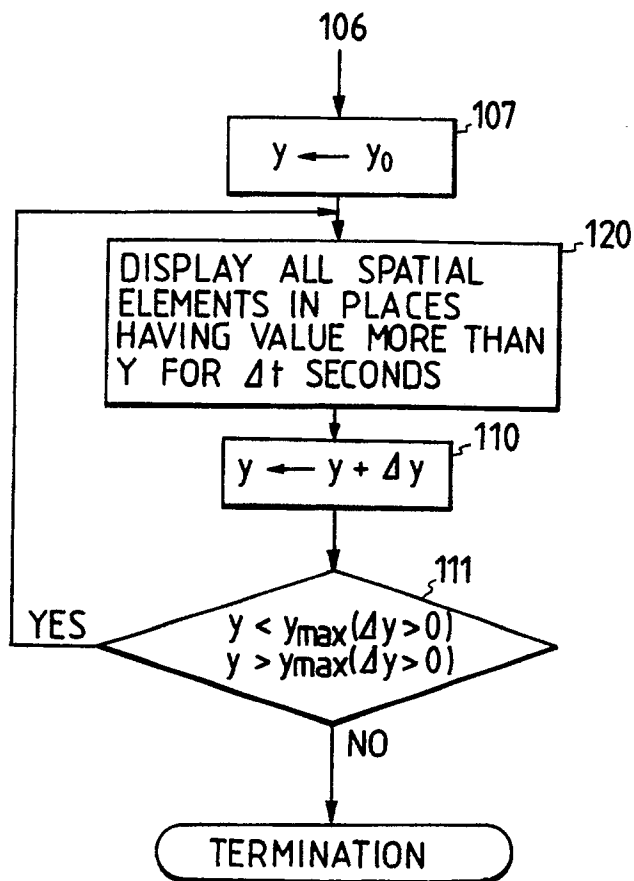 106
107
y ← y₀
120
DISPLAY ALL SPATIAL
ELEMENTS IN PLACES
HAVING VALUE MORE THAN
Y FOR Δt SECONDS
110
y ← y + Δy
111
YES
y < ymax(Δy>0)
y > ymax(Δy>0)
NO
TERMINATION